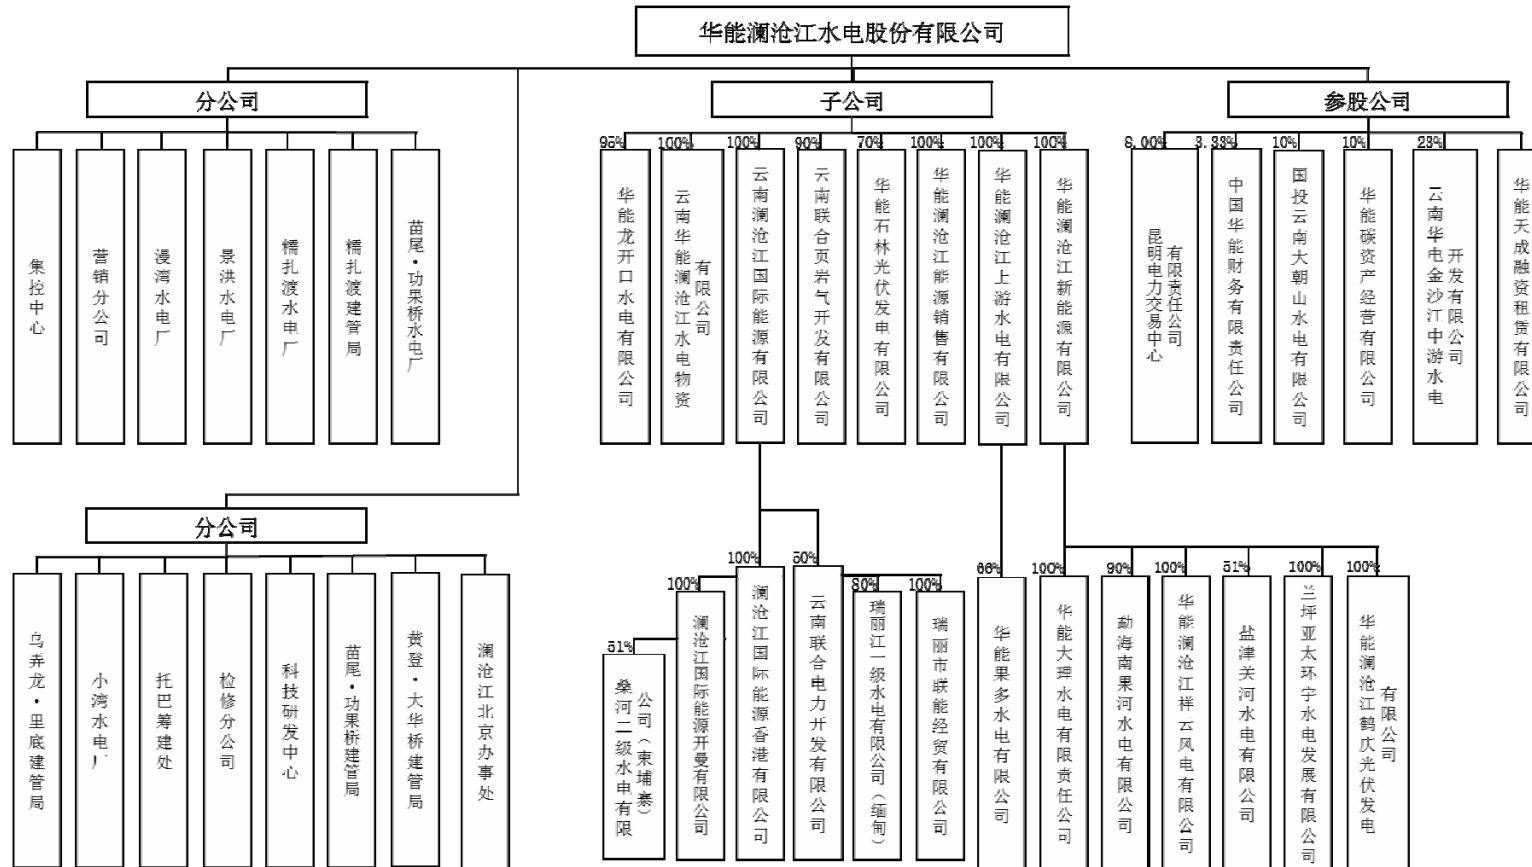 华能澜沧江水电股份有限公司
分公司
子公司
参股公司
集控中心
营销分公司
漫湾水电厂
景洪水电厂
糯扎渡水电厂
糯扎渡建管局
苗尾·功果桥水电厂
95%
华能龙开口水电有限公司
100%
云南华能澜沧江水电物资
有限公司
100%
云南澜沧江国际能源有限公司
90%
云南联合页岩气开发有限公司
70%
华能石林光伏发电有限公司
100%
华能澜沧江能源销售有限公司
100%
华能澜沧江上游水电有限公司
100%
华能澜沧江新能源有限公司
8.00%
昆明电力交易中心
有限责任公司
3.33%
中国华能财务有限责任公司
10%
国投云南大朝山水电有限公司
10%
华能碳资产经营有限公司
23%
云南华电金沙江中游水电
开发有限公司
华能天成融资租赁有限公司
分公司
乌弄龙·里底建管局
小湾水电厂
托巴筹建处
检修分公司
科技研发中心
苗尾·功果桥建管局
黄登·大华桥建管局
澜沧江北京办事处
51%
桑河二级水电有限
公司（柬埔寨）
100%
澜沧江国际能源开曼有限公司
100%
澜沧江国际能源香港有限公司
50%
云南联合电力开发有限公司
80%
瑞丽江一级水电有限公司（缅甸）
100%
瑞丽市联能经贸有限公司
66%
华能果多水电有限公司
100%
华能大理水电有限责任公司
90%
勐海南果河水电有限公司
100%
华能澜沧江祥云风电有限公司
51%
盐津关河水电有限公司
100%
兰坪亚太环宇水电发展有限公司
100%
华能澜沧江鹤庆光伏发电
有限公司